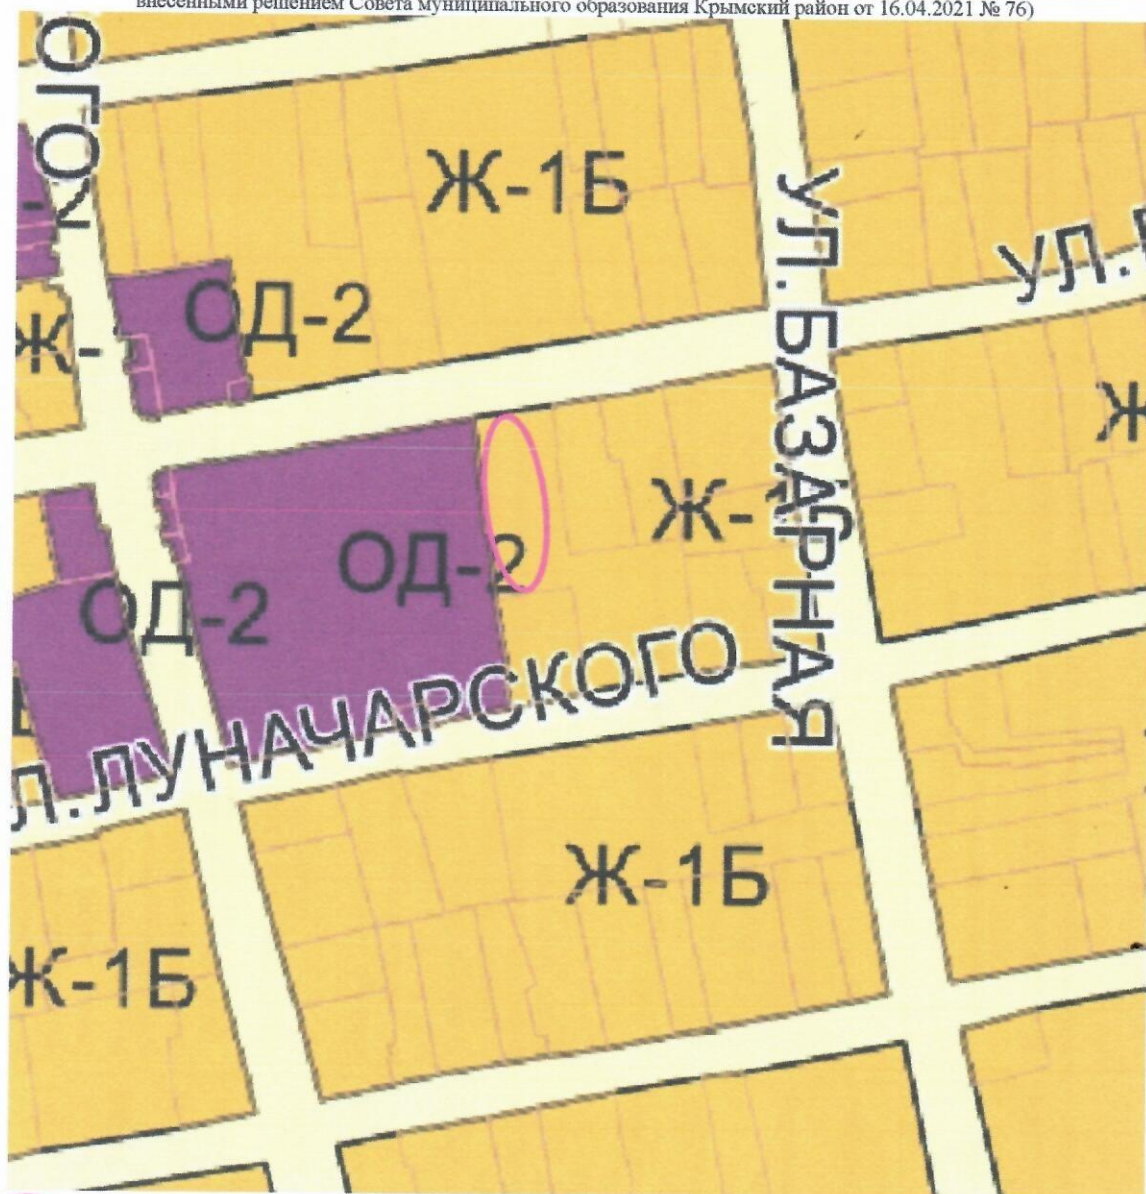 внесенными решением Совета муниципального образования Крымский район от 16.04.2021 № 76)
Ж-1Б
ОД-2
УЛ.
УЛ. БАЗАРНАЯ
Ж-
Ж-
Ж
ОД-2
ОД-2
Л.ЛУНАЧАРСКОГО
Ж-1Б
Ж-1Б